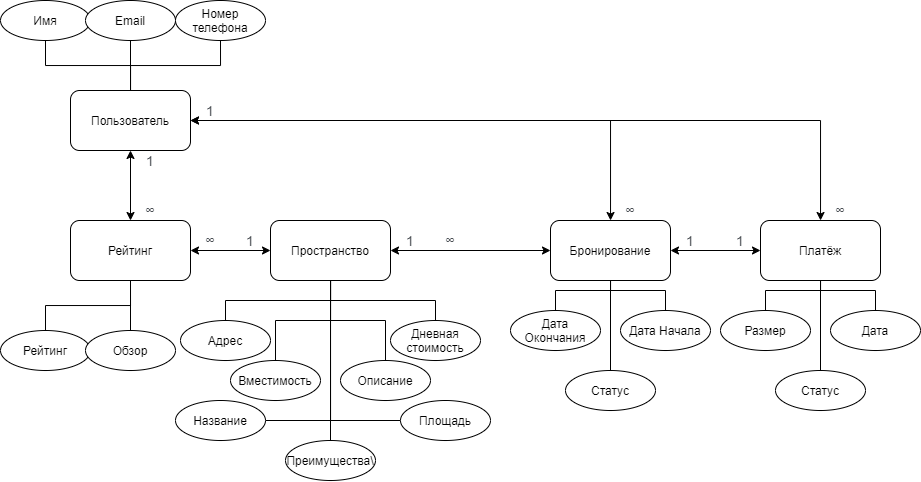 Имя
Email
Номер
телефона
Пользователь
1
1
∞
∞
∞
Рейтинг
∞
1
Пространство
1
∞
Бронирование
1
1
Платёж
Рейтинг
Обзор
Адрес
Дневная
стоимость
Дата
Окончания
Дата Начала
Размер
Дата
Вместимость
Описание
Статус
Статус
Название
Площадь
Преимущества\